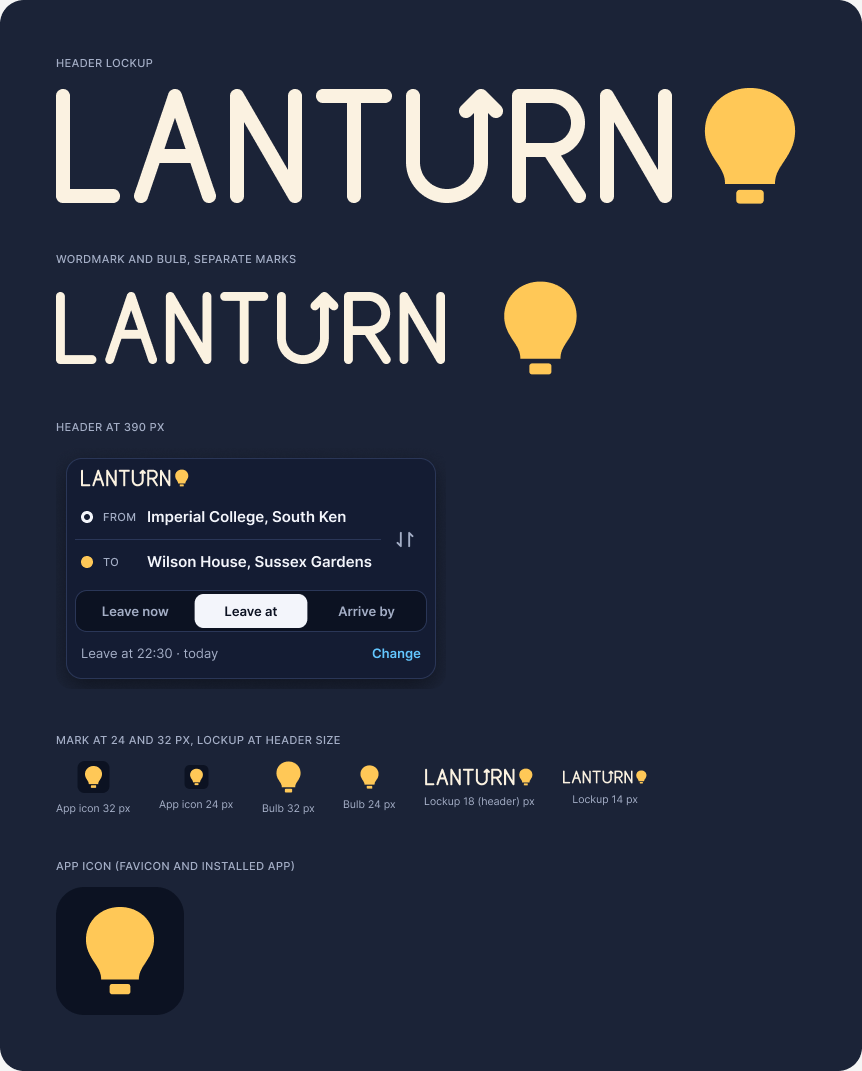 HEADER LOCKUP
LANTURN
WORDMARK AND BULB, SEPARATE MARKS
LANTURN
HEADER AT 390 PX
LANTURN
FROM Imperial College, South Ken
TO Wilson House, Sussex Gardens
Leave now Leave at Arrive by
Leave at 22:30 · today Change
MARK AT 24 AND 32 PX, LOCKUP AT HEADER SIZE
LANTURN LANTURN
App icon 32 px App icon 24 px Bulb 32 px Bulb 24 px Lockup 18 (header) px Lockup 14 px
APP ICON (FAVICON AND INSTALLED APP)